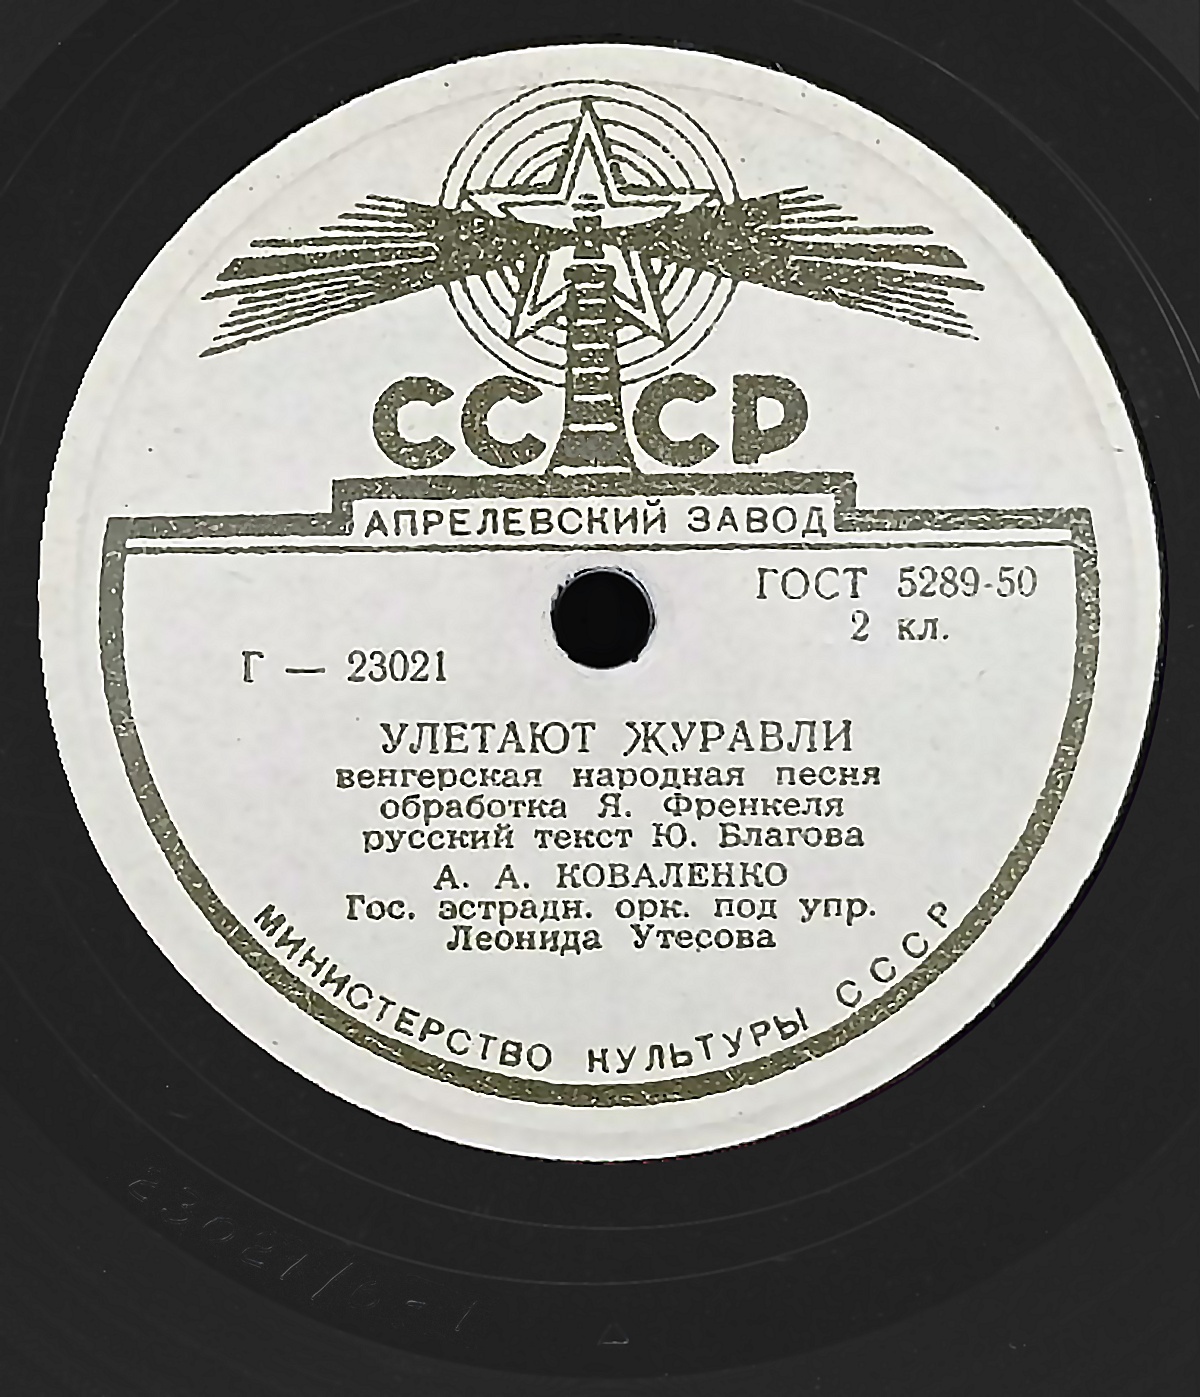 СССР
АПРЕЛЕВСКИЙ ЗАВОД
ГОСТ 5289-50
2 кл.
Г — 23021
УЛЕТАЮТ ЖУРАВЛИ
венгерская народная песня
обработка Я. Френкеля
русский текст Ю. Благова
А. А. КОВАЛЕНКО
Гос. эстрадн. орк. под упр.
Леонида Утесова
МИНИСТЕРСТВО КУЛЬТУРЫ СССР